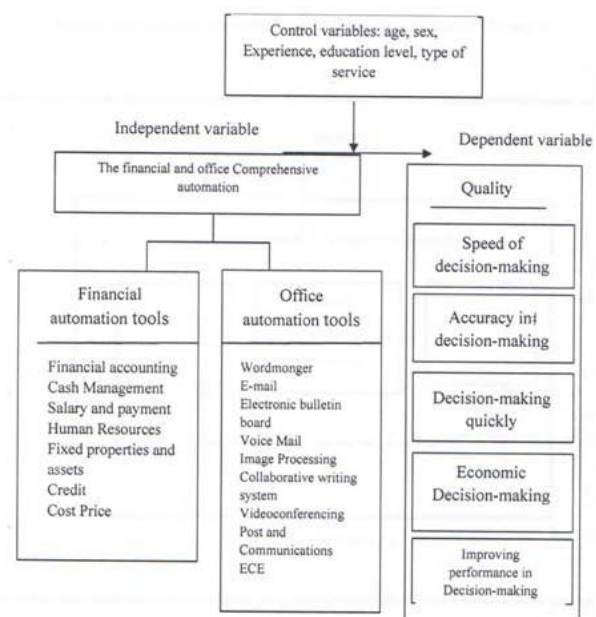 Control variables: age, sex,
Experience, education level, type of
service
Independent variable
Dependent variable
The financial and office Comprehensive
automation
Financial
automation tools
Financial accounting
Cash Management
Salary and payment
Human Resources
Fixed properties and
assets
Credit
Cost Price
Office
automation tools
Wordmonger
E-mail
Electronic bulletin
board
Voice Mail
Image Processing
Collaborative writing
system
Videoconferencing
Post and
Communications
ECE
Quality
Speed of
decision-making
Accuracy in
decision-making
Decision-making
quickly
Economic
Decision-making
Improving
performance in
Decision-making